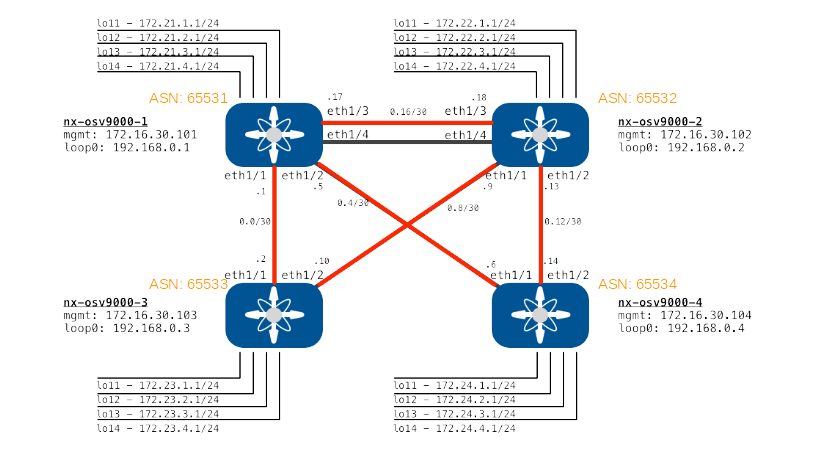 lo11 - 172.21.1.1/24
lo12 - 172.21.2.1/24
lo13 - 172.21.3.1/24
lo14 - 172.21.4.1/24
lo11 - 172.22.1.1/24
lo12 - 172.22.2.1/24
lo13 - 172.22.3.1/24
lo14 - 172.22.4.1/24
ASN: 65531
nx-osv9000-1
mgmt: 172.16.30.101
loop0: 192.168.0.1
.17
eth1/3
eth1/4
0.16/30
.18
eth1/3
eth1/4
ASN: 65532
nx-osv9000-2
mgmt: 172.16.30.102
loop0: 192.168.0.2
eth1/1
eth1/2
.1
.5
eth1/1
eth1/2
.9
.13
0.0/30
0.4/30
0.8/30
0.12/30
.2
.10
eth1/1
eth1/2
.6
.14
eth1/1
eth1/2
ASN: 65533
nx-osv9000-3
mgmt: 172.16.30.103
loop0: 192.168.0.3
ASN: 65534
nx-osv9000-4
mgmt: 172.16.30.104
loop0: 192.168.0.4
lo11 - 172.23.1.1/24
lo12 - 172.23.2.1/24
lo13 - 172.23.3.1/24
lo14 - 172.23.4.1/24
lo11 - 172.24.1.1/24
lo12 - 172.24.2.1/24
lo13 - 172.24.3.1/24
lo14 - 172.24.4.1/24